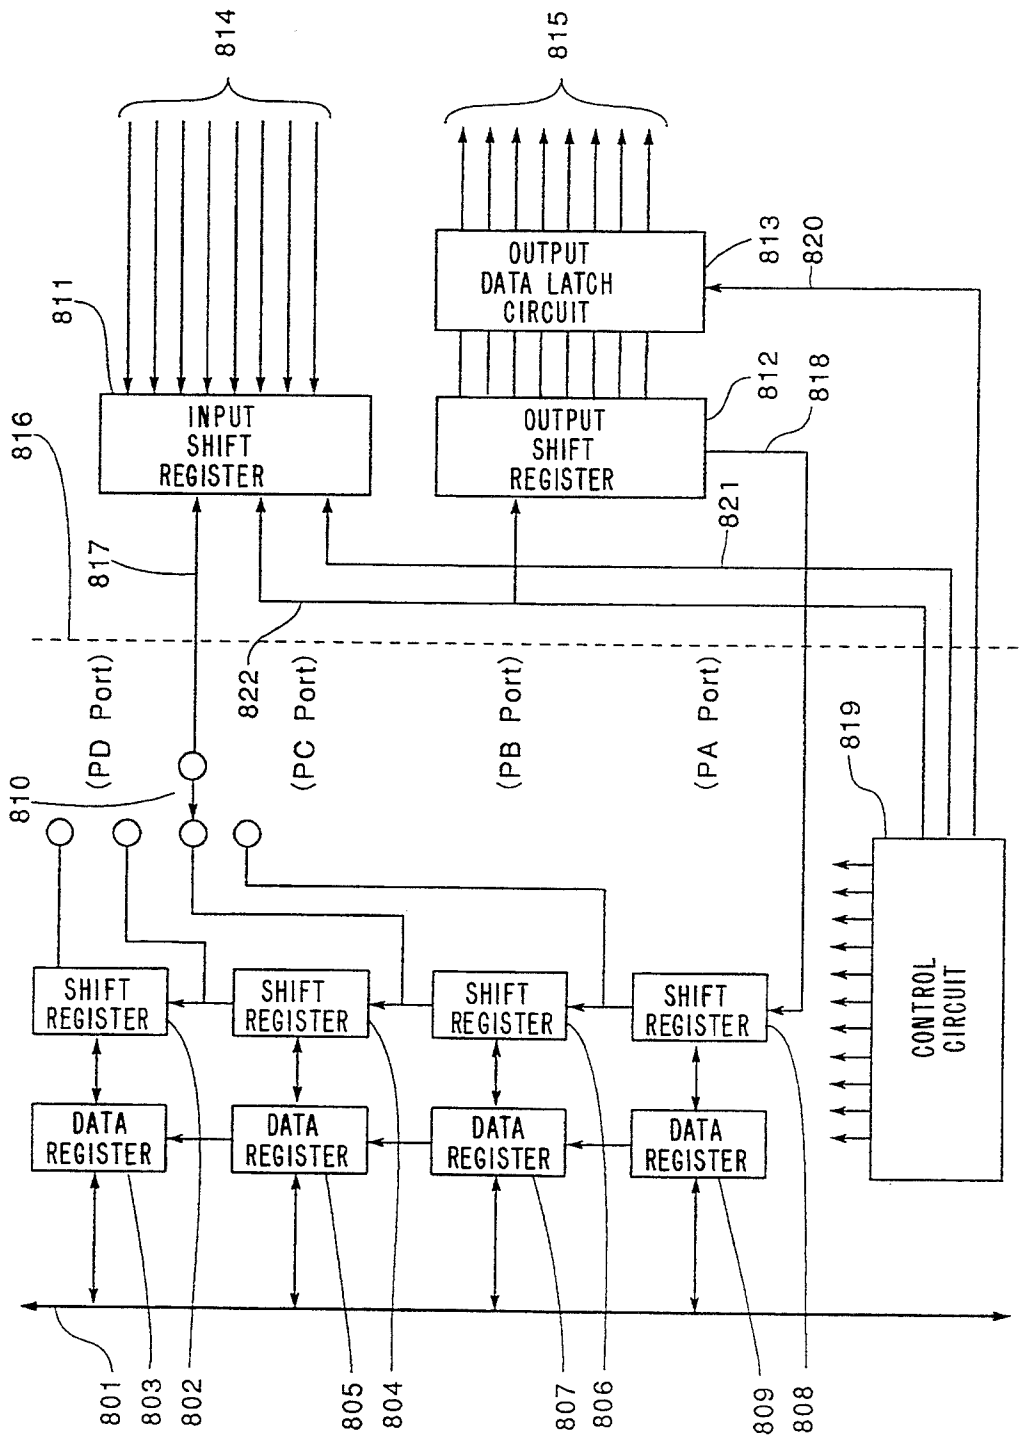 814
815
811
INPUT
SHIFT
REGISTER
OUTPUT
DATA LATCH
CIRCUIT
813
820
OUTPUT
SHIFT
REGISTER
812
818
816
817
821
822
810
(PD Port)
(PC Port)
(PB Port)
(PA Port)
819
SHIFT
REGISTER
SHIFT
REGISTER
SHIFT
REGISTER
SHIFT
REGISTER
CONTROL
CIRCUIT
DATA
REGISTER
DATA
REGISTER
DATA
REGISTER
DATA
REGISTER
801
803
802
805
804
807
806
809
808